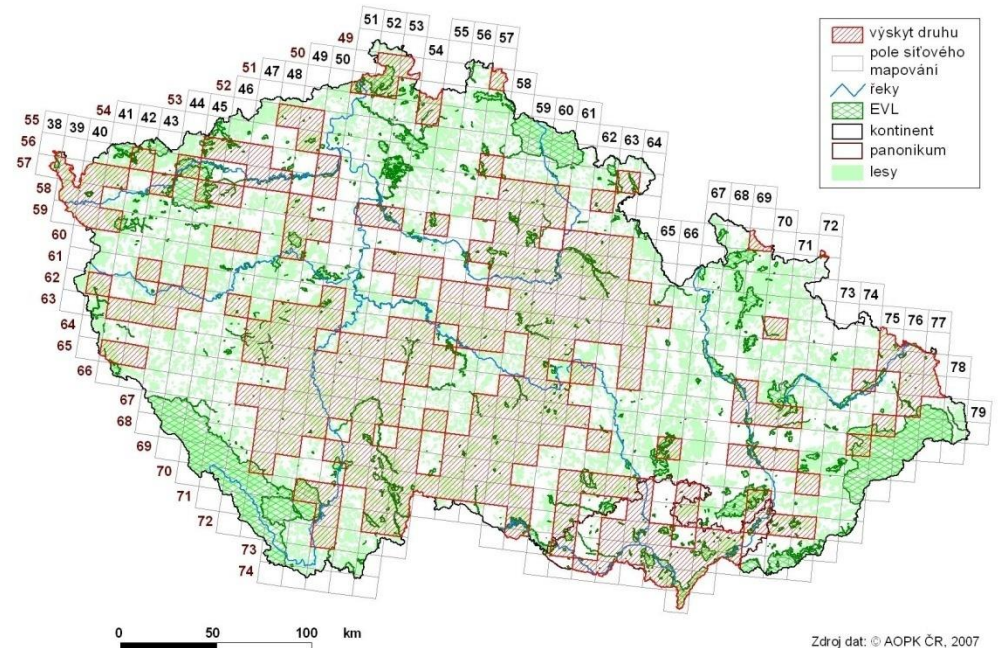 51 52 53
55 56 57
49
54
50
49 50
58
51
47 48
59 60 61
52
46
53
44 45
62 63 64
54
41 42 43
55
38 39 40
56
57
58
59
67 68 69
60
65 66
70
71
72
61
62
63
73 74
64
75 76 77
65
78
66
79
67
68
69
70
71
72
73
74
výskyt druhu
pole síťového
mapování
řeky
EVL
kontinent
panonikum
lesy
0 50 100 km
Zdroj dat: © AOPK ČR, 2007